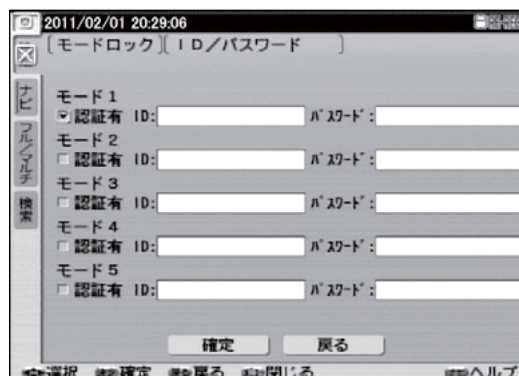 2011/02/01 20:29:06
[モードロック][ID/パスワード ]
ナビ
フル/マルチ
検索
モード1
認証有 ID: パスワード:
モード2
認証有 ID: パスワード:
モード3
認証有 ID: パスワード:
モード4
認証有 ID: パスワード:
モード5
認証有 ID: パスワード:
確定 戻る
選択 確定 戻る 閉じる ヘルプ